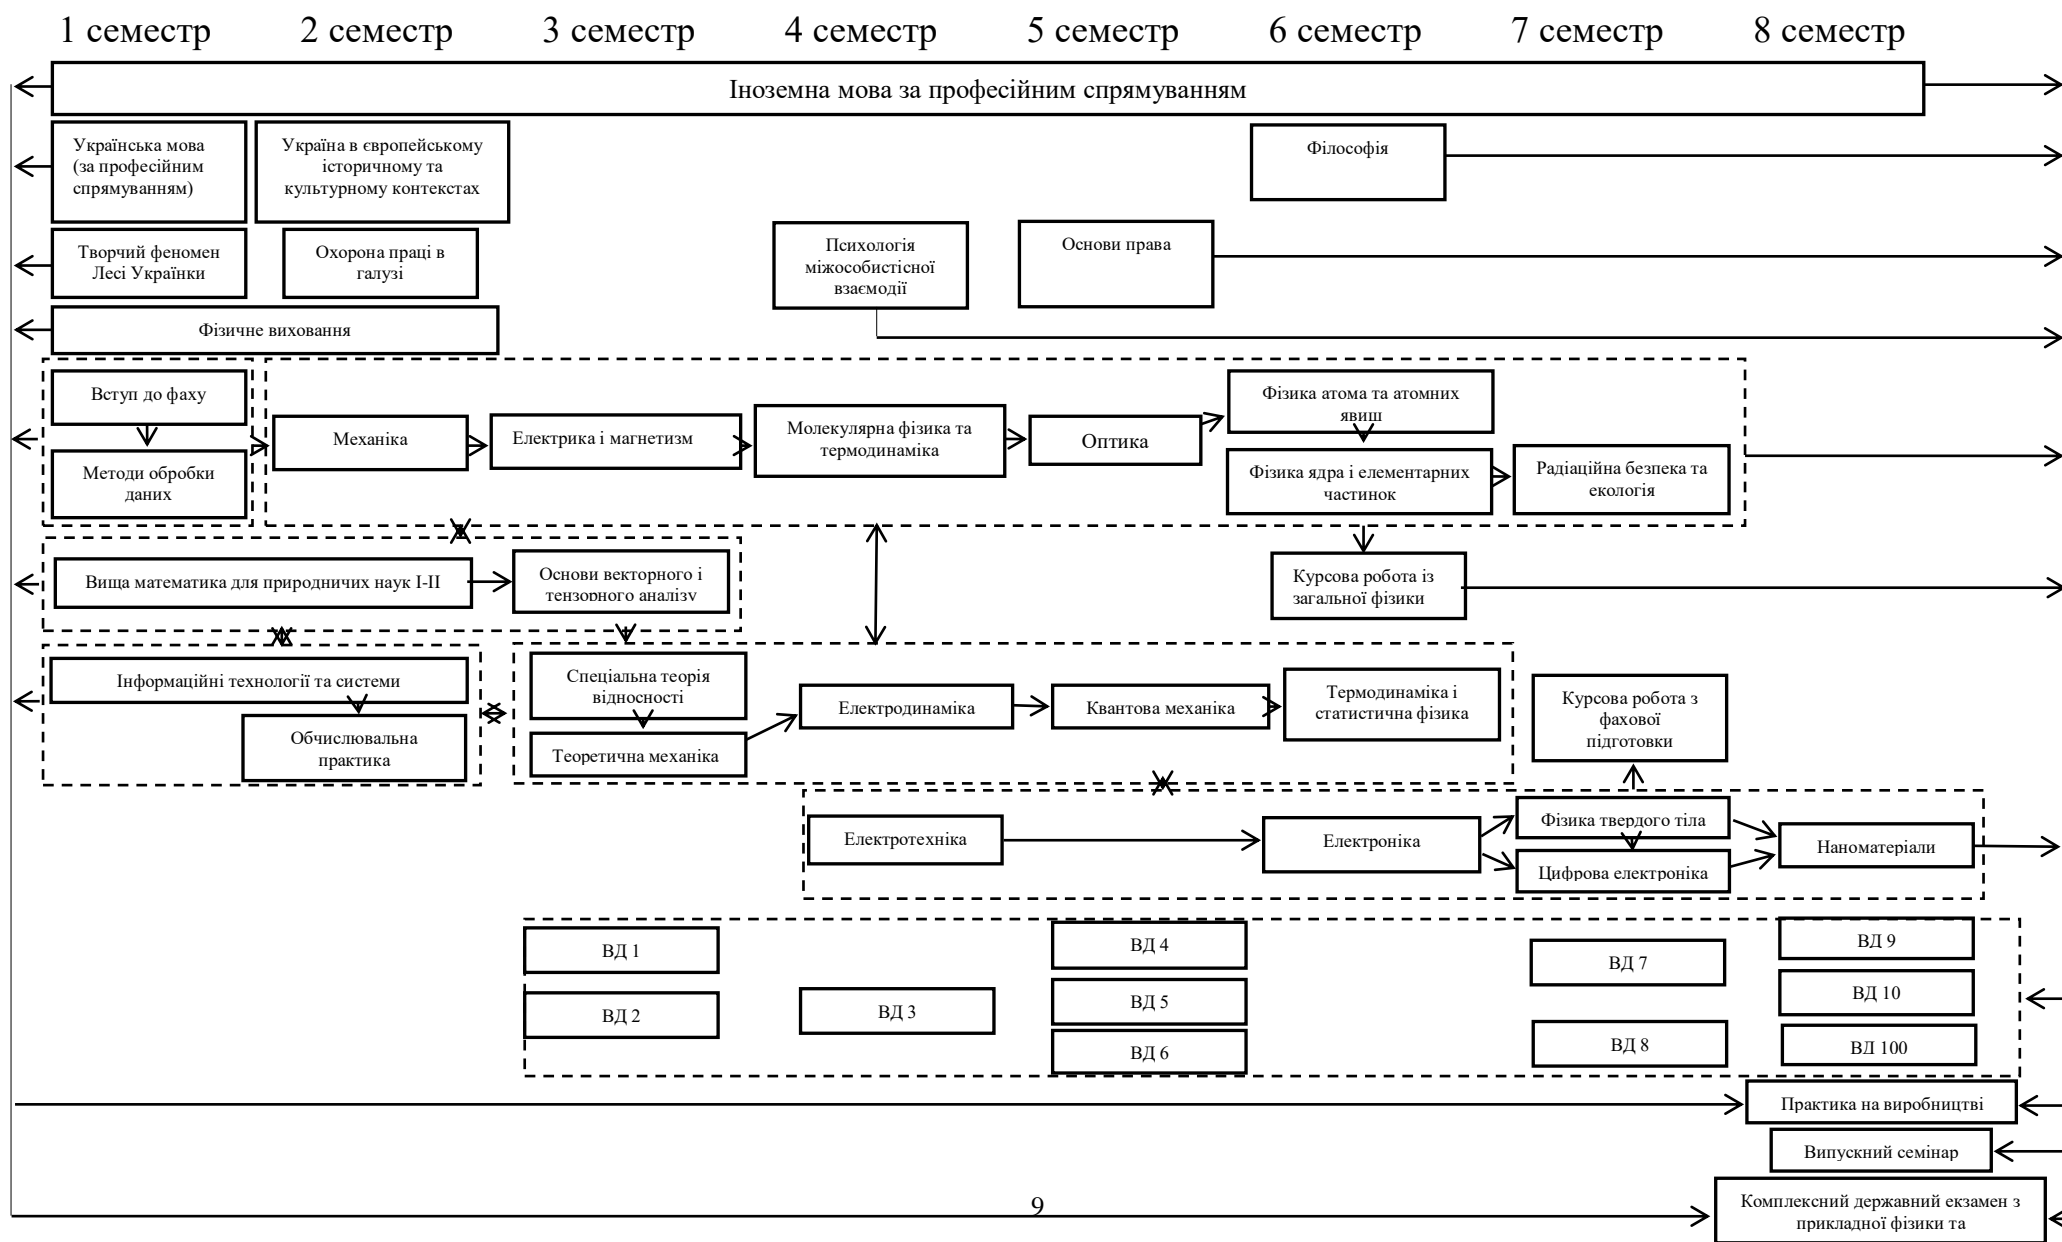 1 семестр
2 семестр
3 семестр
4 семестр
5 семестр
6 семестр
7 семестр
8 семестр
Іноземна мова за професійним спрямуванням
Українська мова
(за професійним
спрямуванням)
Україна в європейському
історичному та
культурному контекстах
Філософія
Творчий феномен
Лесі Українки
Охорона праці в
галузі
Психологія
міжособистісної
взаємодії
Основи права
Фізичне виховання
Вступ до фаху
Методи обробки
даних
Механіка
Електрика і магнетизм
Молекулярна фізика та
термодинаміка
Оптика
Фізика атома та атомних
явищ
Фізика ядра і елементарних
частинок
Радіаційна безпека та
екологія
Вища математика для природничих наук І-ІІ
Основи векторного і
тензорного аналізу
Курсова робота із
загальної фізики
Інформаційні технології та системи
Обчислювальна
практика
Спеціальна теорія
відносності
Теоретична механіка
Електродинаміка
Квантова механіка
Термодинаміка і
статистична фізика
Курсова робота з
фахової
підготовки
Електротехніка
Електроніка
Фізика твердого тіла
Цифрова електроніка
Наноматеріали
ВД 1
ВД 2
ВД 3
ВД 4
ВД 5
ВД 6
ВД 7
ВД 8
ВД 9
ВД 10
ВД 100
Практика на виробництві
Випускний семінар
Комплексний державний екзамен з
прикладної фізики та
9